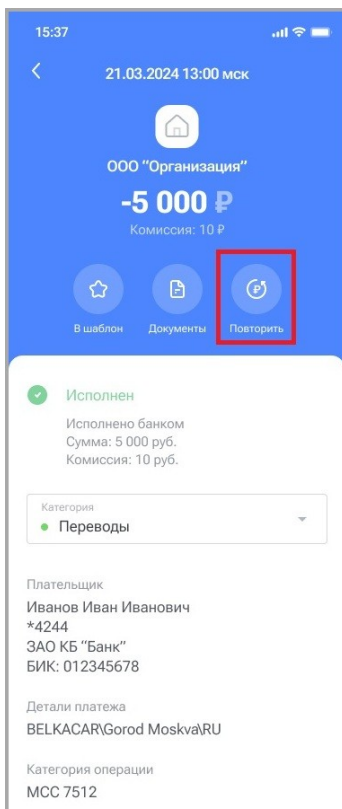 15:37
21.03.2024 13:00 мск
ООО “Организация”
-5 000 ₽
Комиссия: 10 ₽
В шаблон Документы Повторить
Исполнен
Исполнено банком
Сумма: 5 000 руб.
Комиссия: 10 руб.
Категория
Переводы
Плательщик
Иванов Иван Иванович
*4244
ЗАО КБ “Банк”
БИК: 012345678
Детали платежа
BELKACAR\Gorod Moskva\RU
Категория операции
МСС 7512